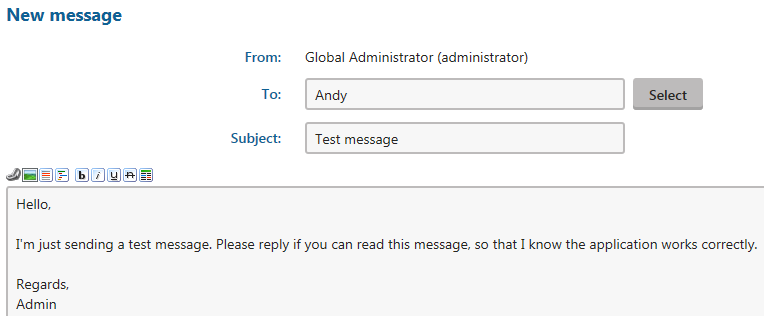 New message
From: Global Administrator (administrator)
To: Andy Select
Subject: Test message
b i U A
Hello,
I'm just sending a test message. Please reply if you can read this message, so that I know the application works correctly.
Regards,
Admin